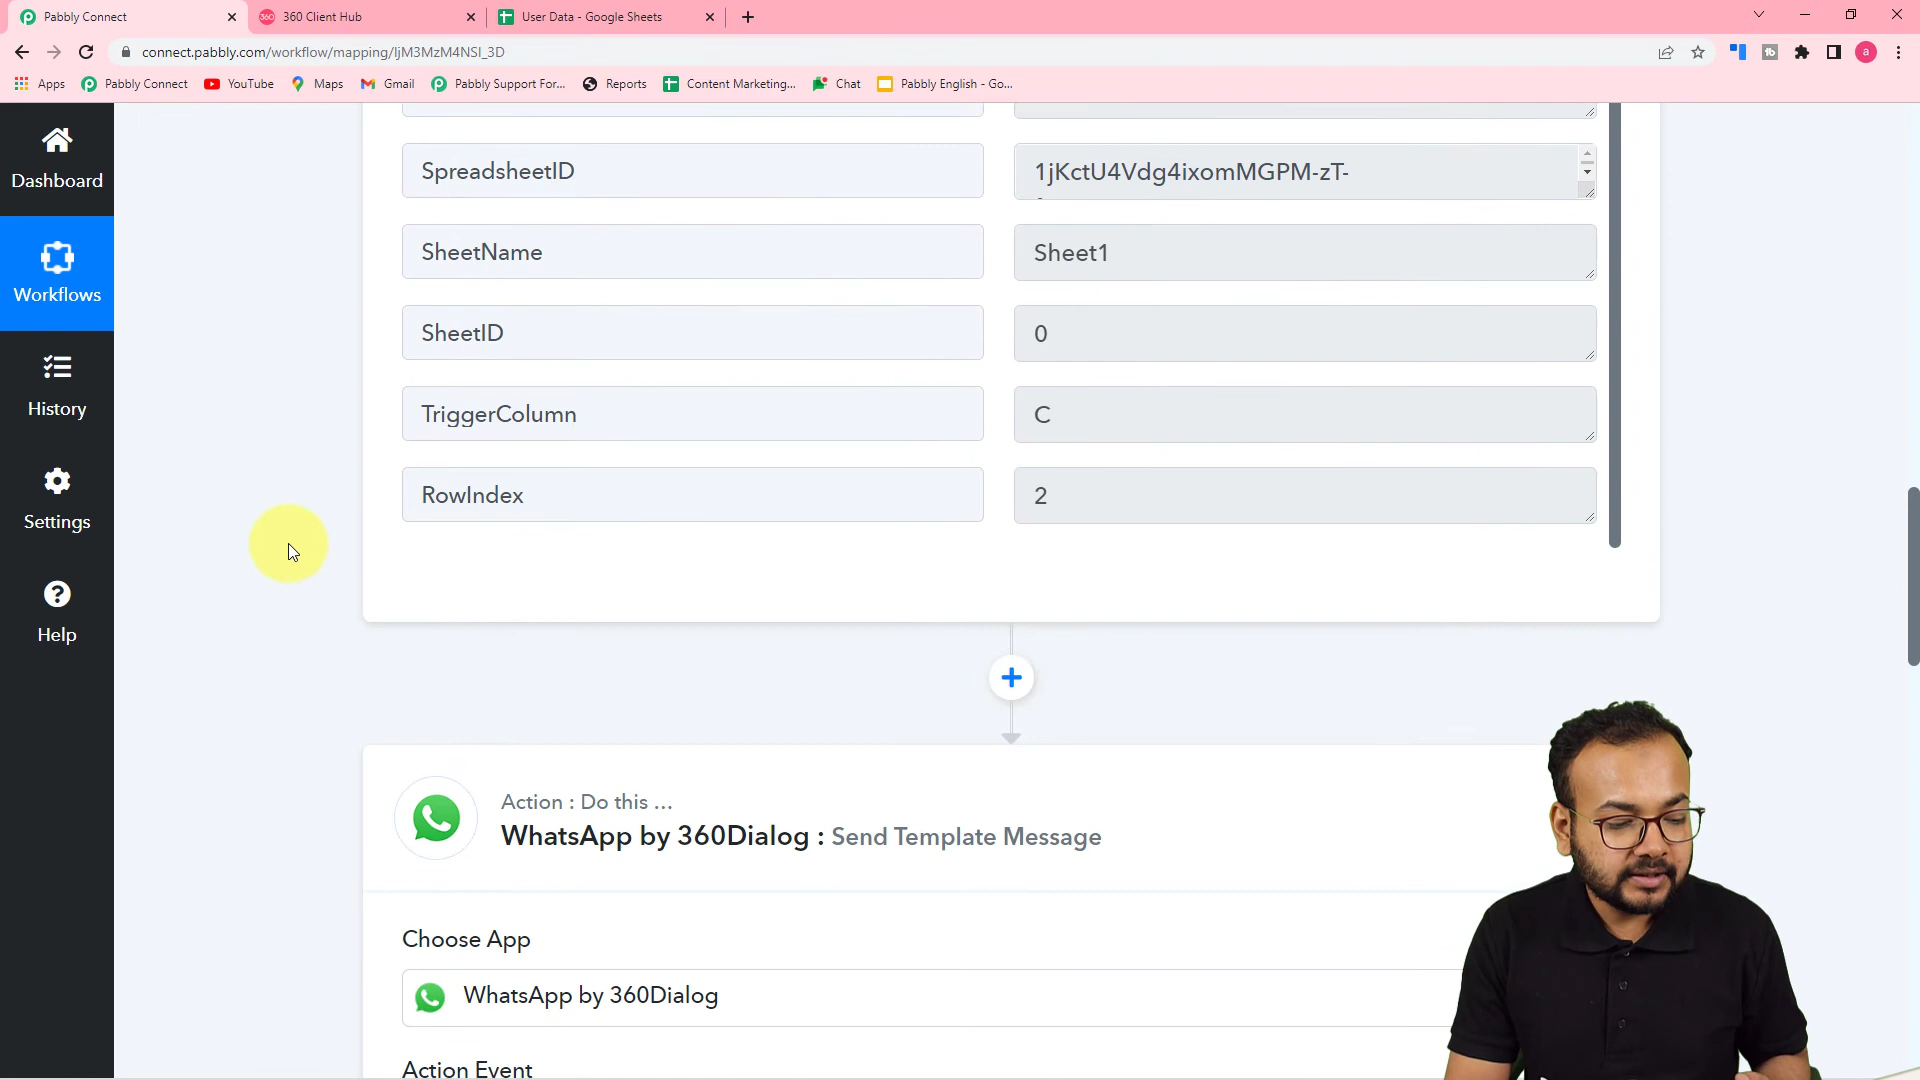 Pabbly Connect
360 Client Hub
User Data - Google Sheets
connect.pabbly.com/workflow/mapping/IjM3MzM4NSI_3D
Apps
Pabbly Connect
YouTube
Maps
Gmail
Pabbly Support For...
Reports
Content Marketing...
Chat
Pabbly English - Go...
Dashboard
Workflows
History
Settings
Help
SpreadsheetID
1jKctU4Vdg4ixomMGPM-zT-
SheetName
Sheet1
SheetID
0
TriggerColumn
C
RowIndex
2
Action : Do this ...
WhatsApp by 360Dialog : Send Template Message
Choose App
WhatsApp by 360Dialog
Action Event